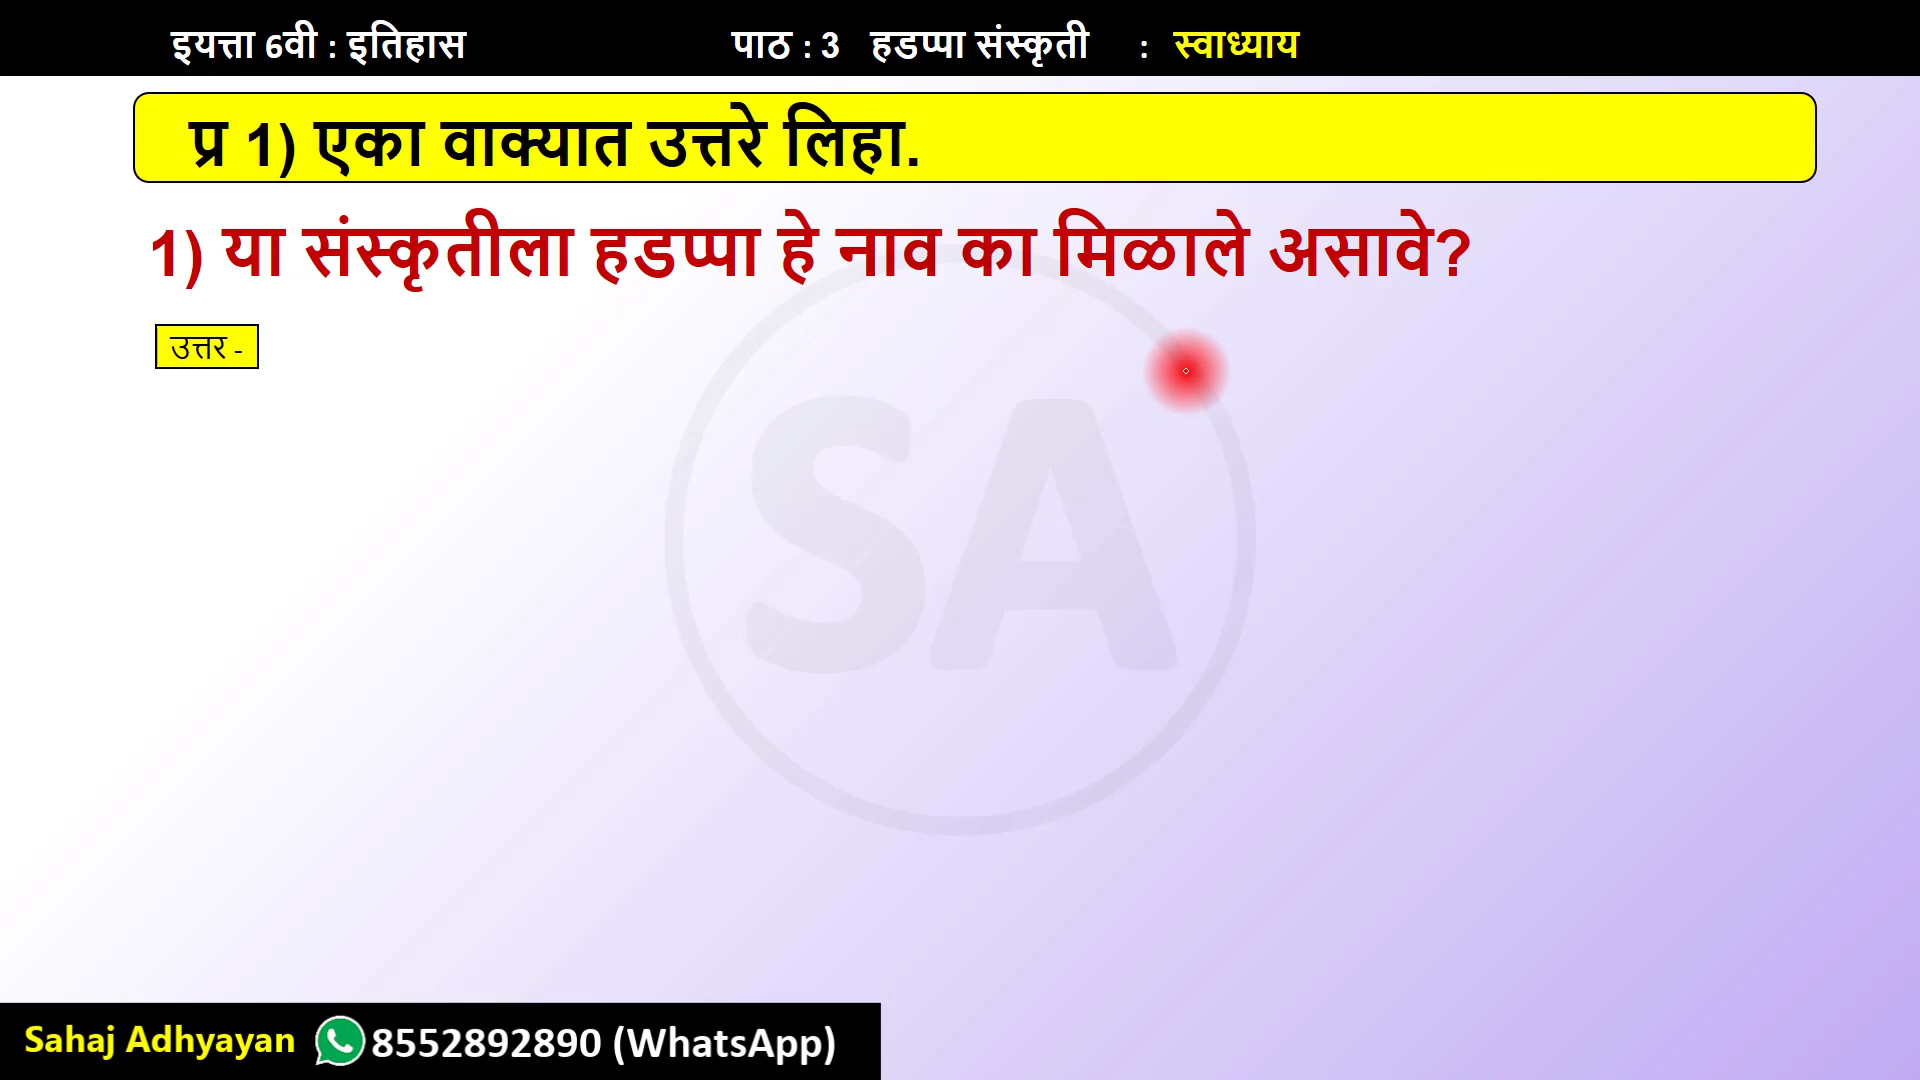 इयत्ता 6वी : इतिहास पाठ : 3 हडप्पा संस्कृती : स्वाध्याय
प्र 1) एका वाक्यात उत्तरे लिहा.
1) या संस्कृतीला हडप्पा हे नाव का मिळाले असावे?
उत्तर -
SA
Sahaj Adhyayan 8552892890 (WhatsApp)